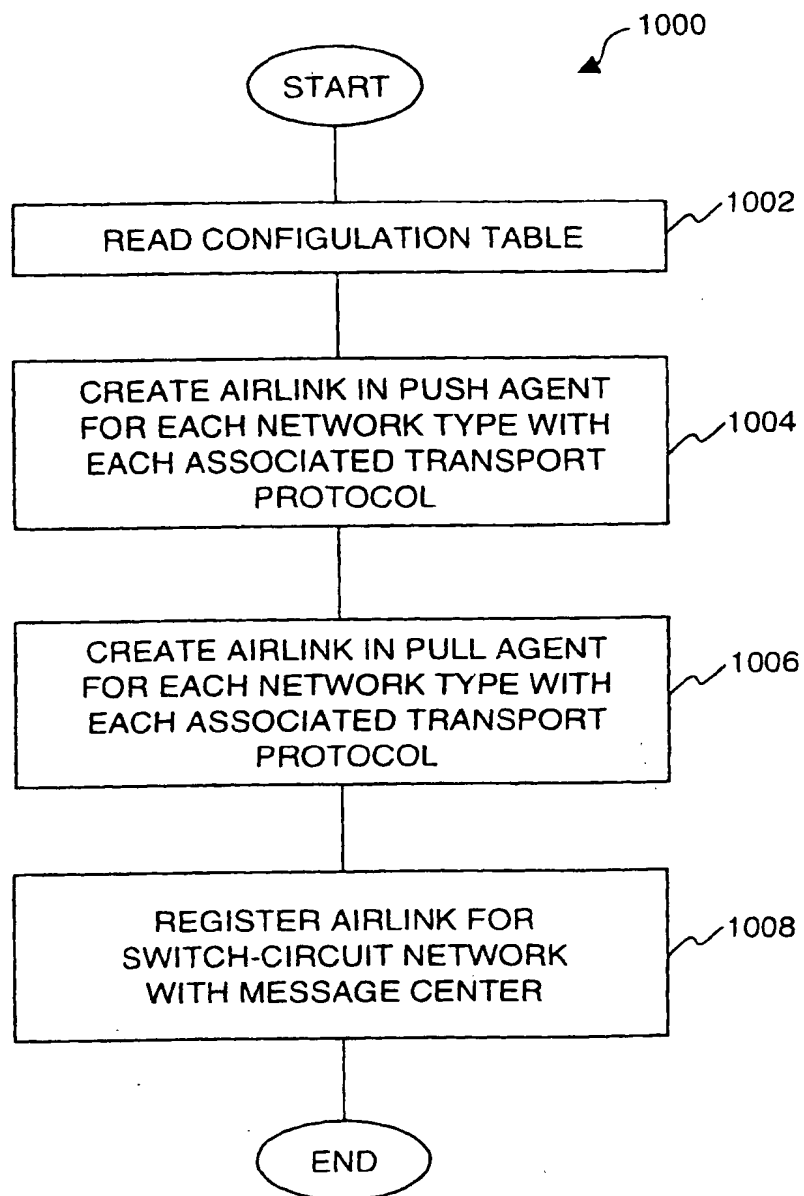 1000
START
1002
READ CONFIGULATION TABLE
CREATE AIRLINK IN PUSH AGENT
FOR EACH NETWORK TYPE WITH
EACH ASSOCIATED TRANSPORT
PROTOCOL
1004
CREATE AIRLINK IN PULL AGENT
FOR EACH NETWORK TYPE WITH
EACH ASSOCIATED TRANSPORT
PROTOCOL
1006
REGISTER AIRLINK FOR
SWITCH-CIRCUIT NETWORK
WITH MESSAGE CENTER
1008
END